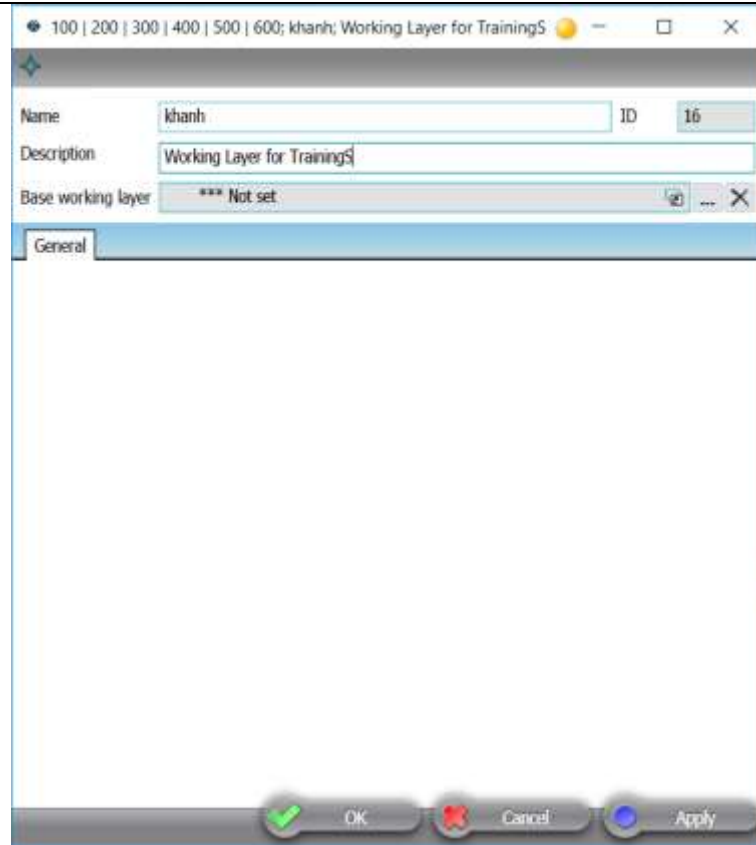 100 | 200 | 300 | 400 | 500 | 600; khanh; Working Layer for TrainingS
Name khanh ID 16
Description Working Layer for TrainingS
Base working layer *** Not set ...
General
OK Cancel Apply